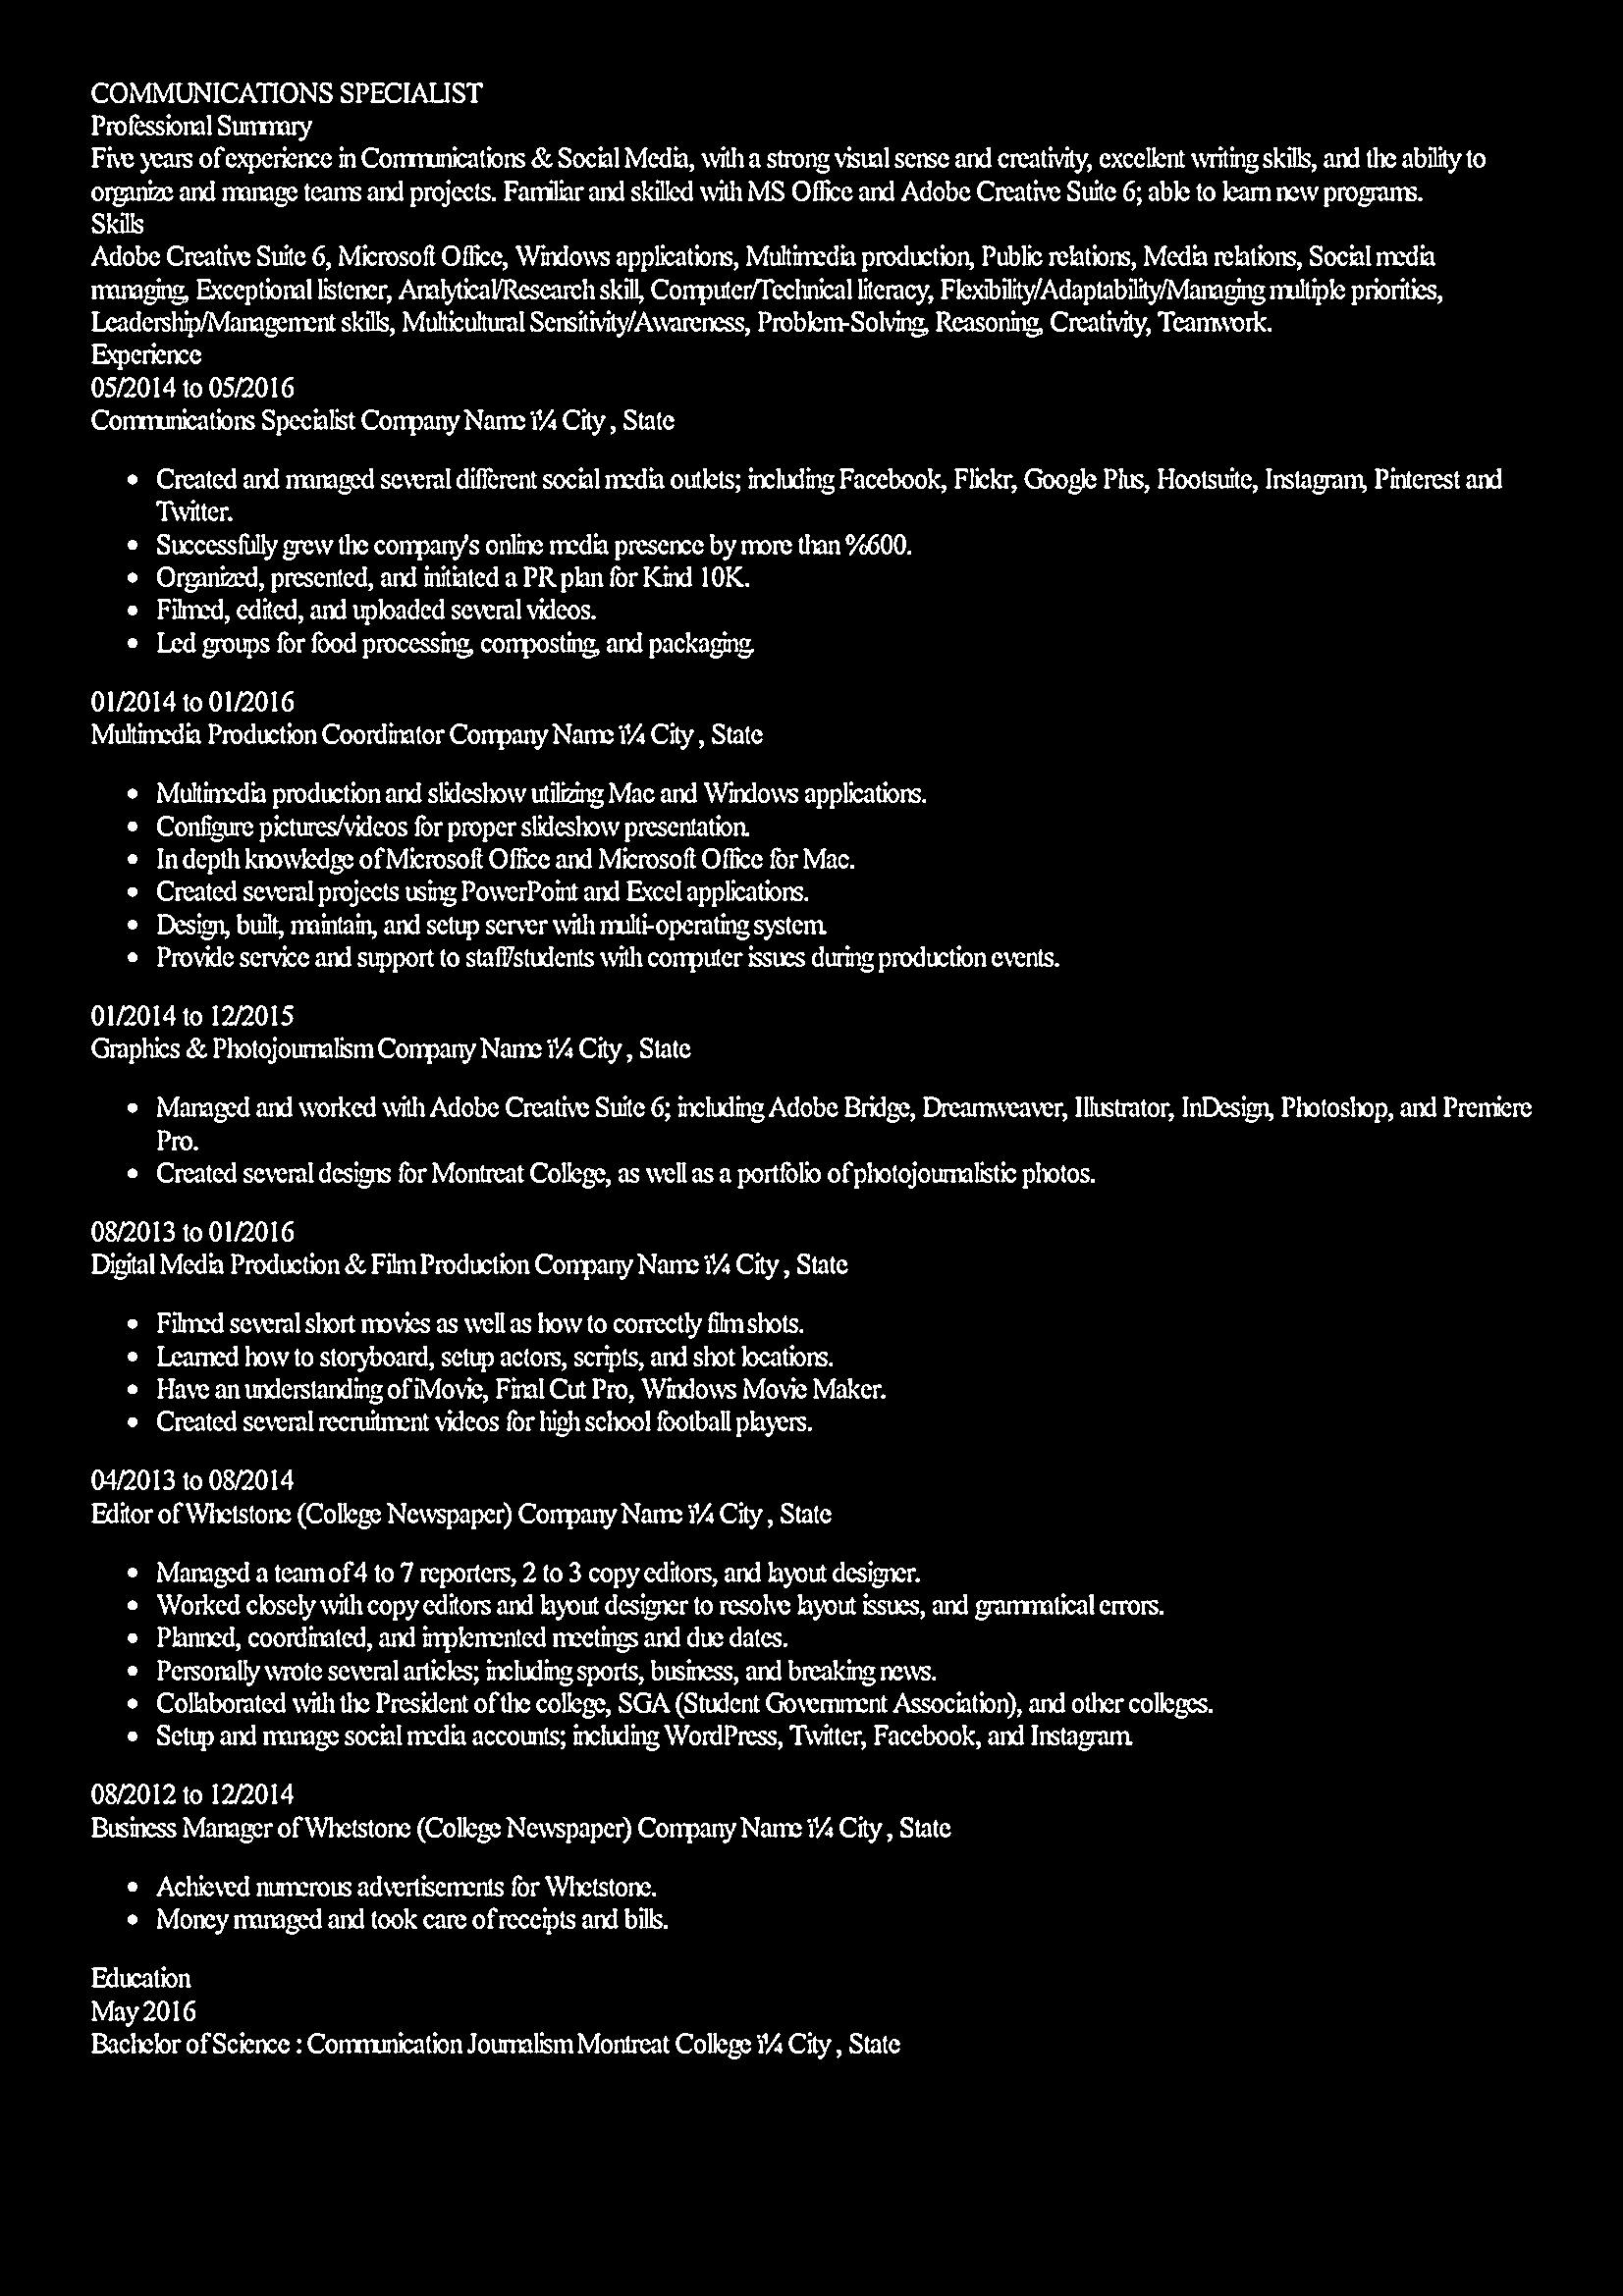 COMMUNICATIONS SPECIALIST
Professional Summary
Five years of experience in Communications & Social Media, with a strong visual sense and creativity, excellent writing skills, and the ability to
organize and manage teams and projects. Familiar and skilled with MS Office and Adobe Creative Suite 6; able to learn new programs.
Skills
Adobe Creative Suite 6, Microsoft Office, Windows applications, Multimedia production, Public relations, Media relations, Social media
managing, Exceptional listener, Analytical/Research skill, Computer/Technical literacy, Flexibility/Adaptability/Managing multiple priorities,
Leadership/Management skills, Multicultural Sensitivity/Awareness, Problem-Solving, Reasoning, Creativity, Teamwork.
Experience
05/2014 to 05/2016
Communications Specialist Company Name ï¼ City , State
• Created and managed several different social media outlets; including Facebook, Flickr, Google Plus, Hootsuite, Instagram, Pinterest and
Twitter.
• Successfully grew the company's online media presence by more than %600.
• Organized, presented, and initiated a PR plan for Kind 10K.
• Filmed, edited, and uploaded several videos.
• Led groups for food processing, composting, and packaging.
01/2014 to 01/2016
Multimedia Production Coordinator Company Name ï¼ City , State
• Multimedia production and slideshow utilizing Mac and Windows applications.
• Configure pictures/videos for proper slideshow presentation.
• In depth knowledge of Microsoft Office and Microsoft Office for Mac.
• Created several projects using PowerPoint and Excel applications.
• Design, built, maintain, and setup server with multi-operating system.
• Provide service and support to staff/students with computer issues during production events.
01/2014 to 12/2015
Graphics & Photojournalism Company Name ï¼ City , State
• Managed and worked with Adobe Creative Suite 6; including Adobe Bridge, Dreamweaver, Illustrator, InDesign, Photoshop, and Premiere
Pro.
• Created several designs for Montreat College, as well as a portfolio of photojournalistic photos.
08/2013 to 01/2016
Digital Media Production & Film Production Company Name ï¼ City , State
• Filmed several short movies as well as how to correctly film shots.
• Learned how to storyboard, setup actors, scripts, and shot locations.
• Have an understanding of iMovie, Final Cut Pro, Windows Movie Maker.
• Created several recruitment videos for high school football players.
04/2013 to 08/2014
Editor of Whetstone (College Newspaper) Company Name ï¼ City , State
• Managed a team of 4 to 7 reporters, 2 to 3 copy editors, and layout designer.
• Worked closely with copy editors and layout designer to resolve layout issues, and grammatical errors.
• Planned, coordinated, and implemented meetings and due dates.
• Personally wrote several articles; including sports, business, and breaking news.
• Collaborated with the President of the college, SGA (Student Government Association), and other colleges.
• Setup and manage social media accounts; including WordPress, Twitter, Facebook, and Instagram.
08/2012 to 12/2014
Business Manager of Whetstone (College Newspaper) Company Name ï¼ City , State
• Achieved numerous advertisements for Whetstone.
• Money managed and took care of receipts and bills.
Education
May 2016
Bachelor of Science : Communication Journalism Montreat College ï¼ City , State